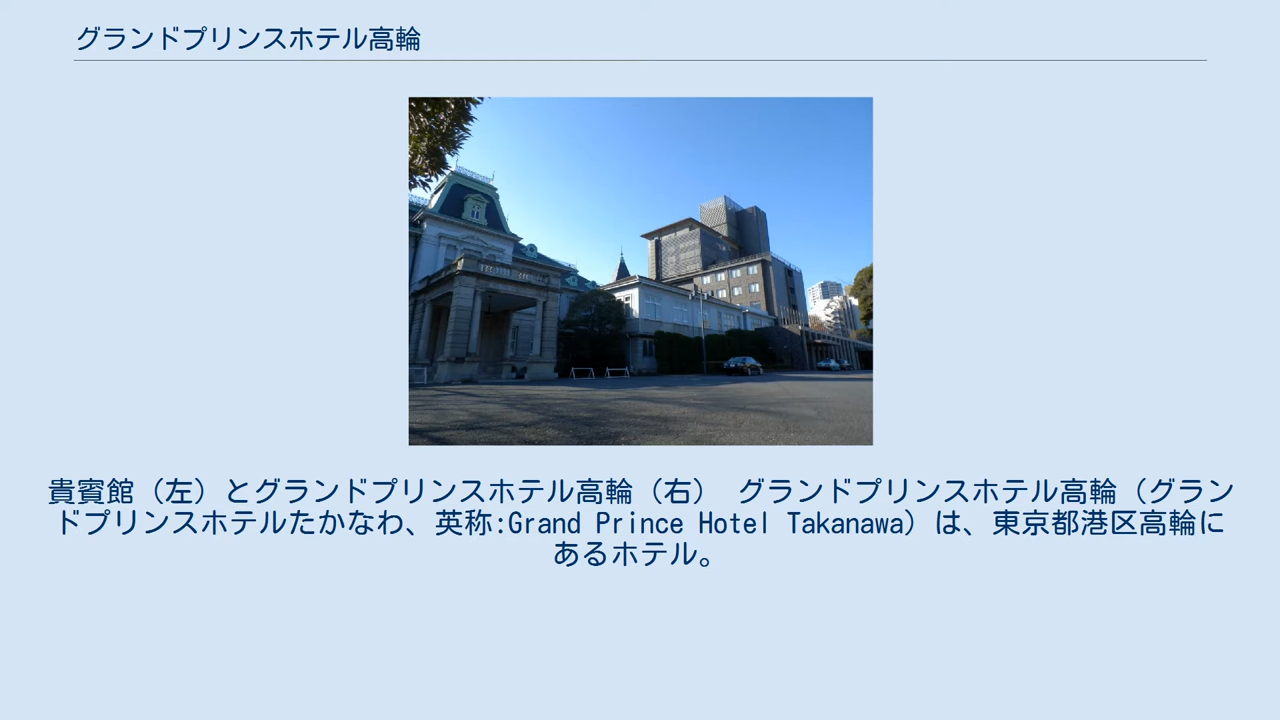 グランドプリンスホテル高輪
貴賓館（左）とグランドプリンスホテル高輪（右） グランドプリンスホテル高輪（グラン
ドプリンスホテルたかなわ、英称:Grand Prince Hotel Takanawa）は、東京都港区高輪に
あるホテル。